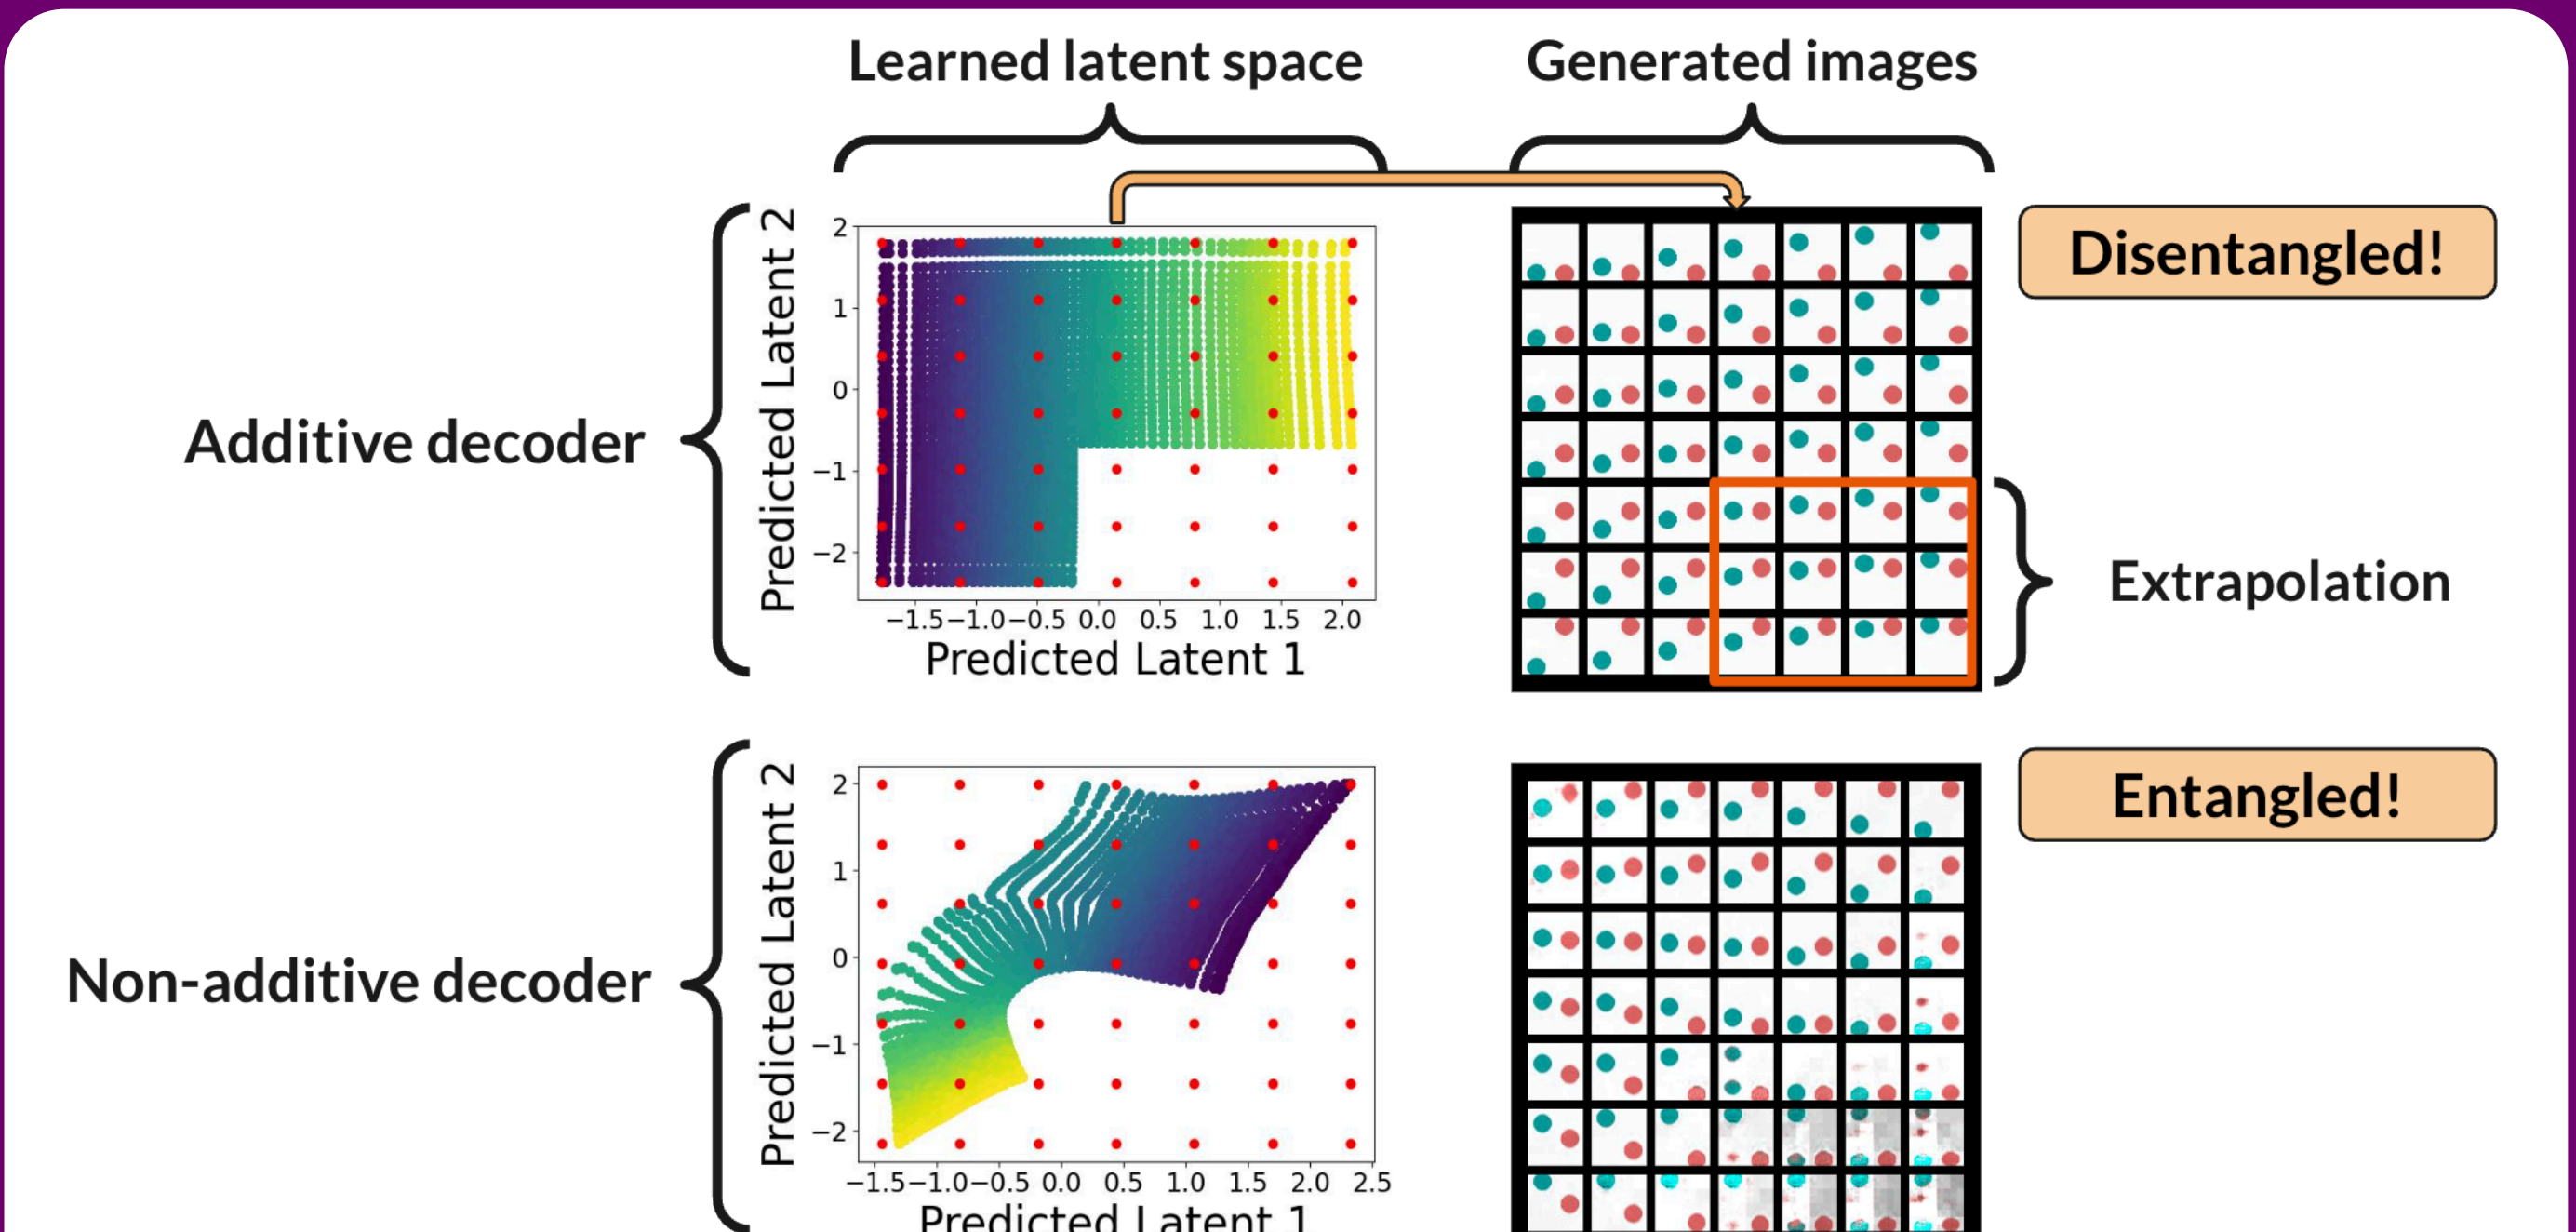 Learned latent space
Generated images
Additive decoder
Predicted Latent 2
2
1
0
−1
−2
−1.5 −1.0 −0.5 0.0 0.5 1.0 1.5 2.0
Predicted Latent 1
Disentangled!
Extrapolation
Non-additive decoder
Predicted Latent 2
2
1
0
−1
−2
−1.5 −1.0 −0.5 0.0 0.5 1.0 1.5 2.0 2.5
Predicted Latent 1
Entangled!